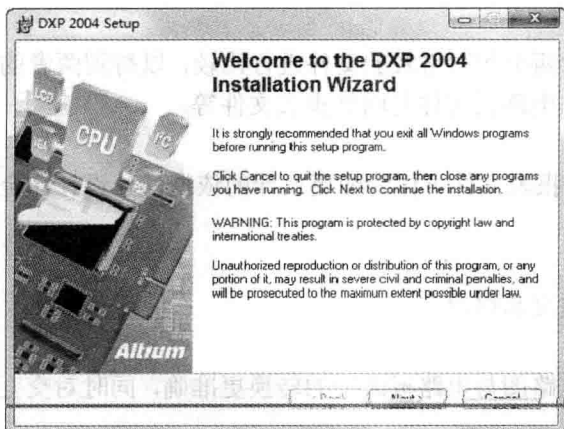 DXP 2004 Setup
Welcome to the DXP 2004
Installation Wizard
It is strongly recommended that you exit all Windows programs
before running this setup program.
Click Cancel to quit the setup program, then close any programs
you have running. Click Next to continue the installation.
WARNING: This program is protected by copyright law and
international treaties.
Unauthorized reproduction or distribution of this program, or any
portion of it, may result in severe civil and criminal penalties, and
will be prosecuted to the maximum extent possible under law.
LCD
CPU
I²C
Altium
Back Next > Cancel